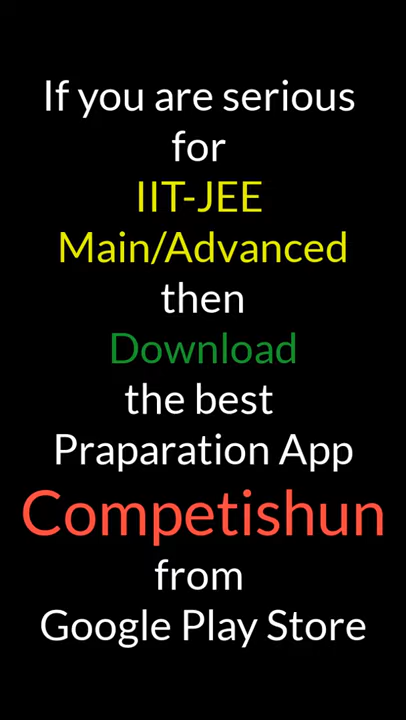 If you are serious
for
IIT-JEE
Main/Advanced
then
Download
the best
Praparation App
Competishun
from
Google Play Store